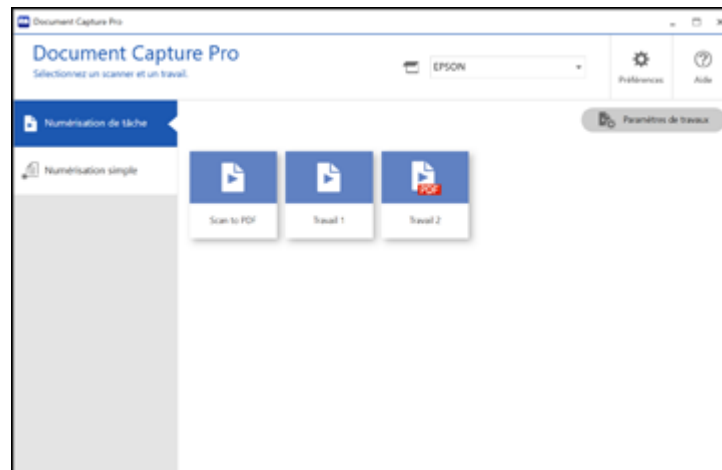 Document Capture Pro
Document Capture Pro
Sélectionnez un scanner et un travail.
EPSON
Préférences
Aide
Numérisation de tâche
Paramètres de travaux
Numérisation simple
PDF
Scan to PDF
Travail 1
Travail 2